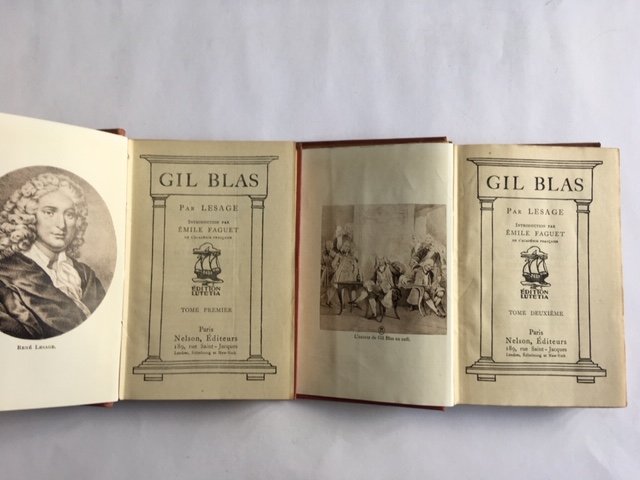 René Lesage.
GIL BLAS
Par LESAGE
Introduction par
ÉMILE FAGUET
de l'académie française
ÉDITION
LUTETIA
TOME PREMIER
Paris
Nelson, Éditeurs
189, rue Saint-Jacques
Londres, Édimbourg et New-York
L'auteur de Gil Blas au café.
GIL BLAS
Par LESAGE
Introduction par
ÉMILE FAGUET
de l'académie française
ÉDITION
LUTETIA
TOME DEUXIÈME
Paris
Nelson, Éditeurs
189, rue Saint-Jacques
Londres, Édimbourg et New-York